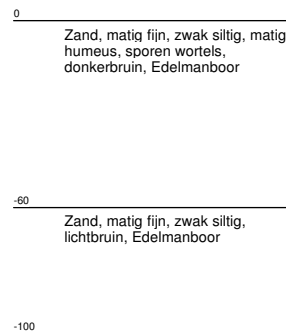 0
Zand, matig fijn, zwak siltig, matig
humeus, sporen wortels,
donkerbruin, Edelmanboor
-60
Zand, matig fijn, zwak siltig,
lichtbruin, Edelmanboor
-100